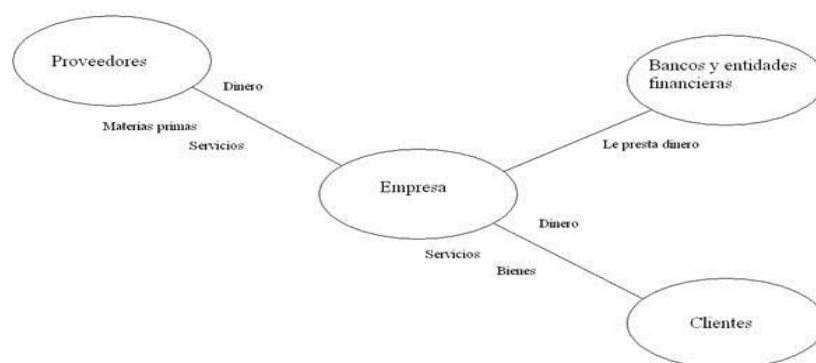 Proveedores
Dinero
Materias primas
Servicios
Bancos y entidades
financieras
Le presta dinero
Empresa
Dinero
Servicios
Bienes
Clientes